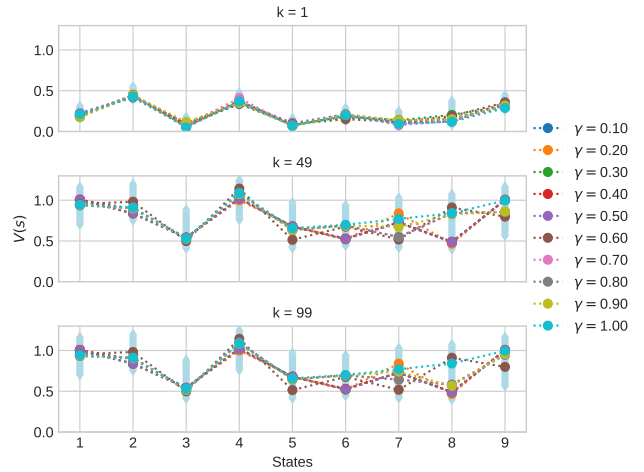 k = 1
1.0
0.5
0.0
k = 49
1.0
0.5
0.0
V(s)
k = 99
1.0
0.5
0.0
1 2 3 4 5 6 7 8 9
States
γ = 0.10
γ = 0.20
γ = 0.30
γ = 0.40
γ = 0.50
γ = 0.60
γ = 0.70
γ = 0.80
γ = 0.90
γ = 1.00